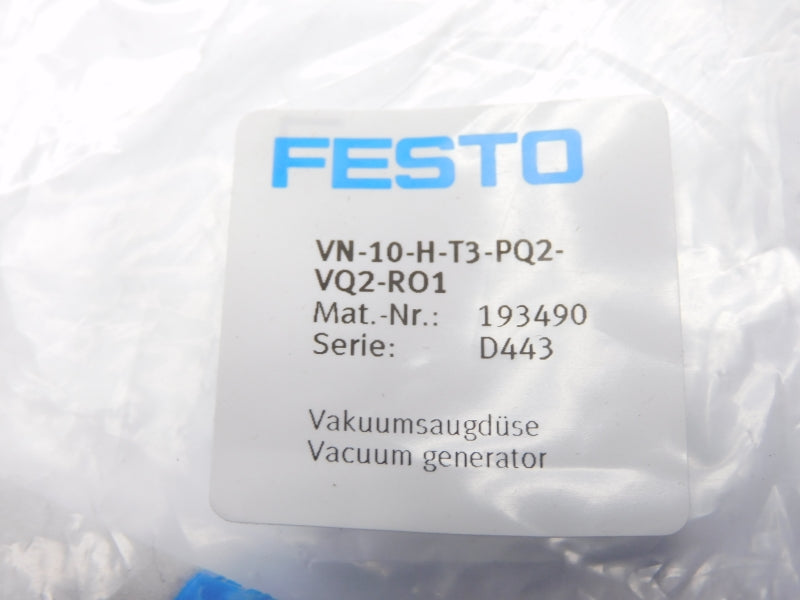 FESTO
VN-10-H-T3-PQ2-
VQ2-RO1
Mat.-Nr.: 193490
Serie: D443
Vakuumsaugdüse
Vacuum generator